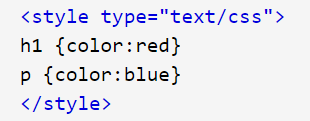 <style type="text/css">
h1 {color:red}
p {color:blue}
</style>